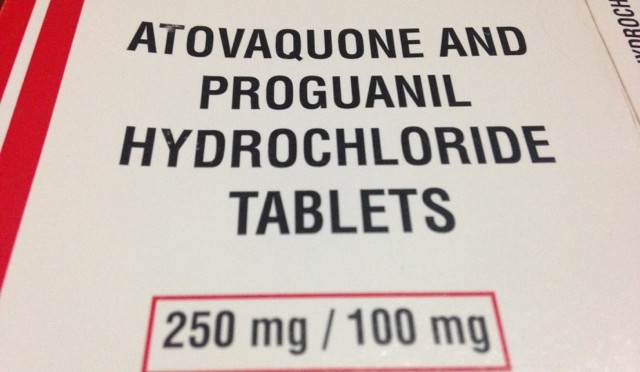 ATOVAQUONE AND
PROGUANIL
HYDROCHLORIDE
TABLETS
250 mg / 100 mg